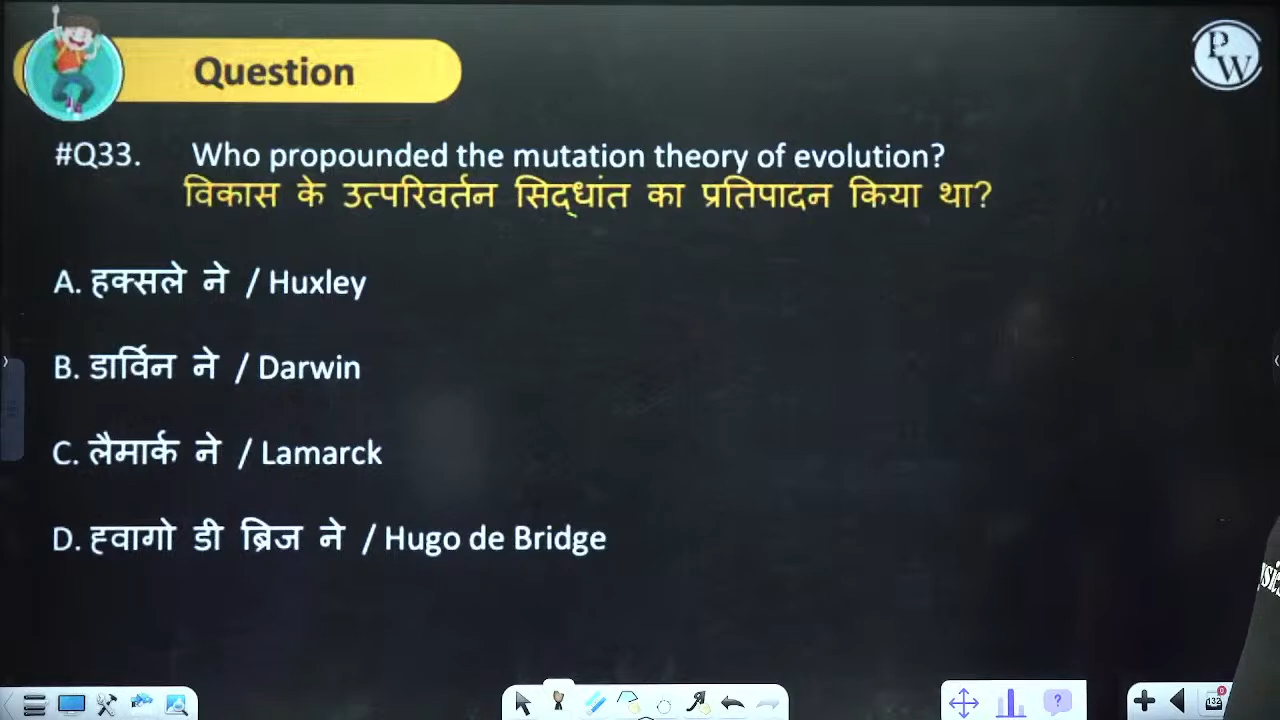 Question
PW
#Q33. Who propounded the mutation theory of evolution?
विकास के उत्परिवर्तन सिद्धांत का प्रतिपादन किया था?
A. हक्सले ने / Huxley
B. डार्विन ने / Darwin
C. लैमार्क ने / Lamarck
D. ह्वागो डी ब्रिज ने / Hugo de Bridge